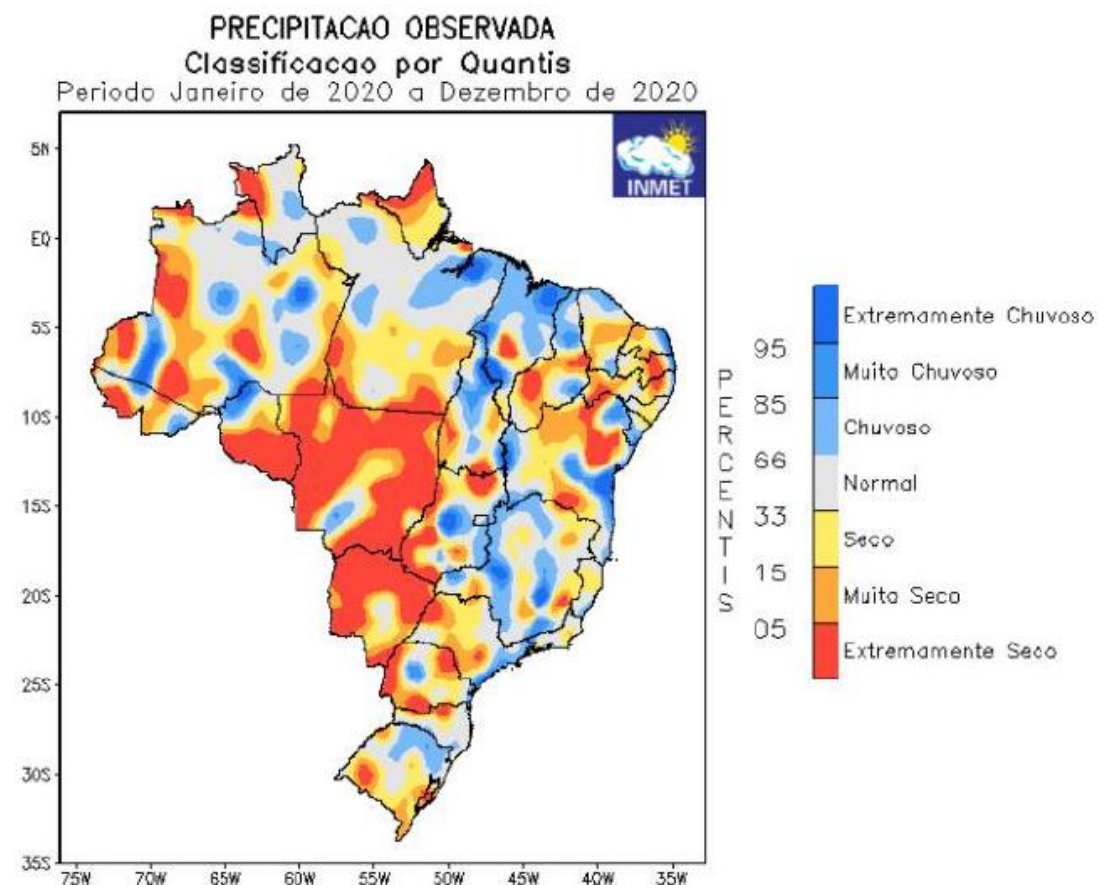 PRECIPITACAO OBSERVADA
Classificacao por Quantis
Periodo Janeiro de 2020 a Dezembro de 2020
INMET
5N
EQ
5S
10S
15S
20S
25S
30S
35S
75W 70W 65W 60W 55W 50W 45W 40W 35W
PERCENTIS
95
85
66
33
15
05
Extremamente Chuvoso
Muito Chuvoso
Chuvoso
Normal
Seco
Muito Seco
Extremamente Seco